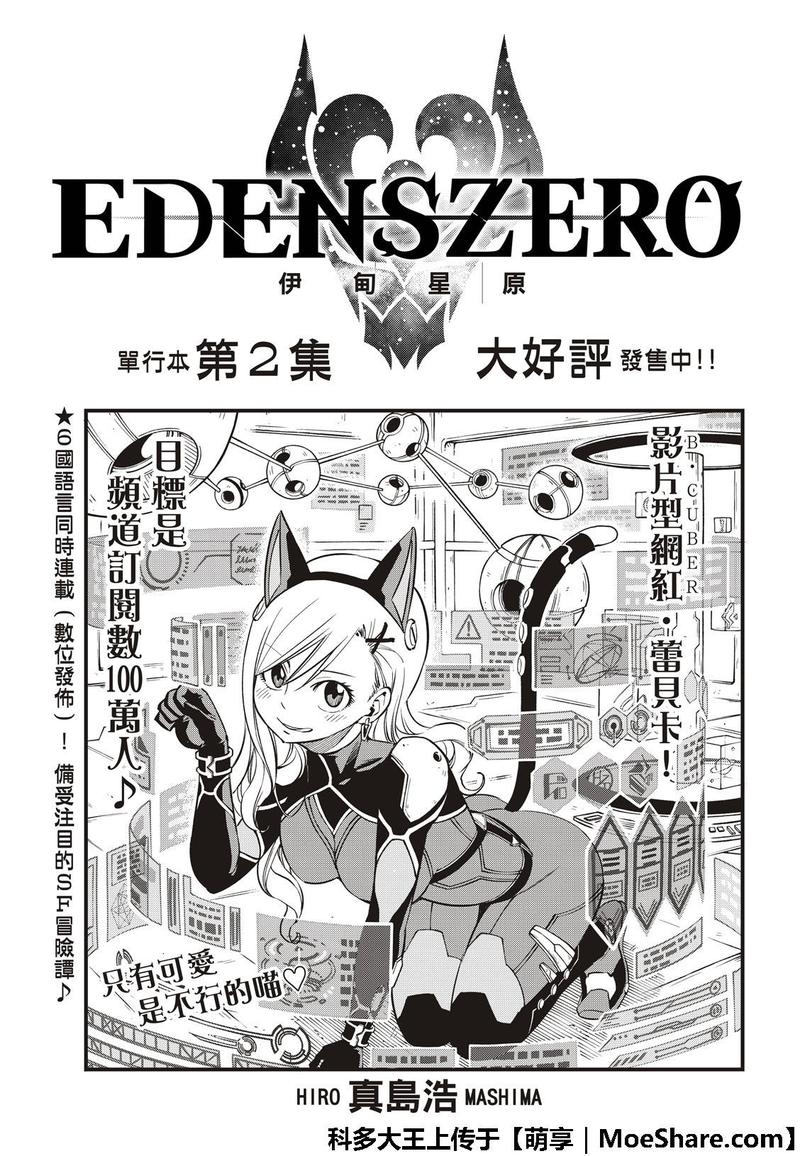 EDENSZERO
伊甸星原
單行本 第2集 大好評 發售中!!
B・CUBER
影片型網紅・蕾貝卡!
目標是
頻道訂閱數100萬人♪
★6國語言同時連載(數位發佈)! 備受注目的SF冒險譚♪
只有可愛
是不行的喵♡
HIRO 真島浩 MASHIMA
科多大王上传于【萌享|MoeShare.com】